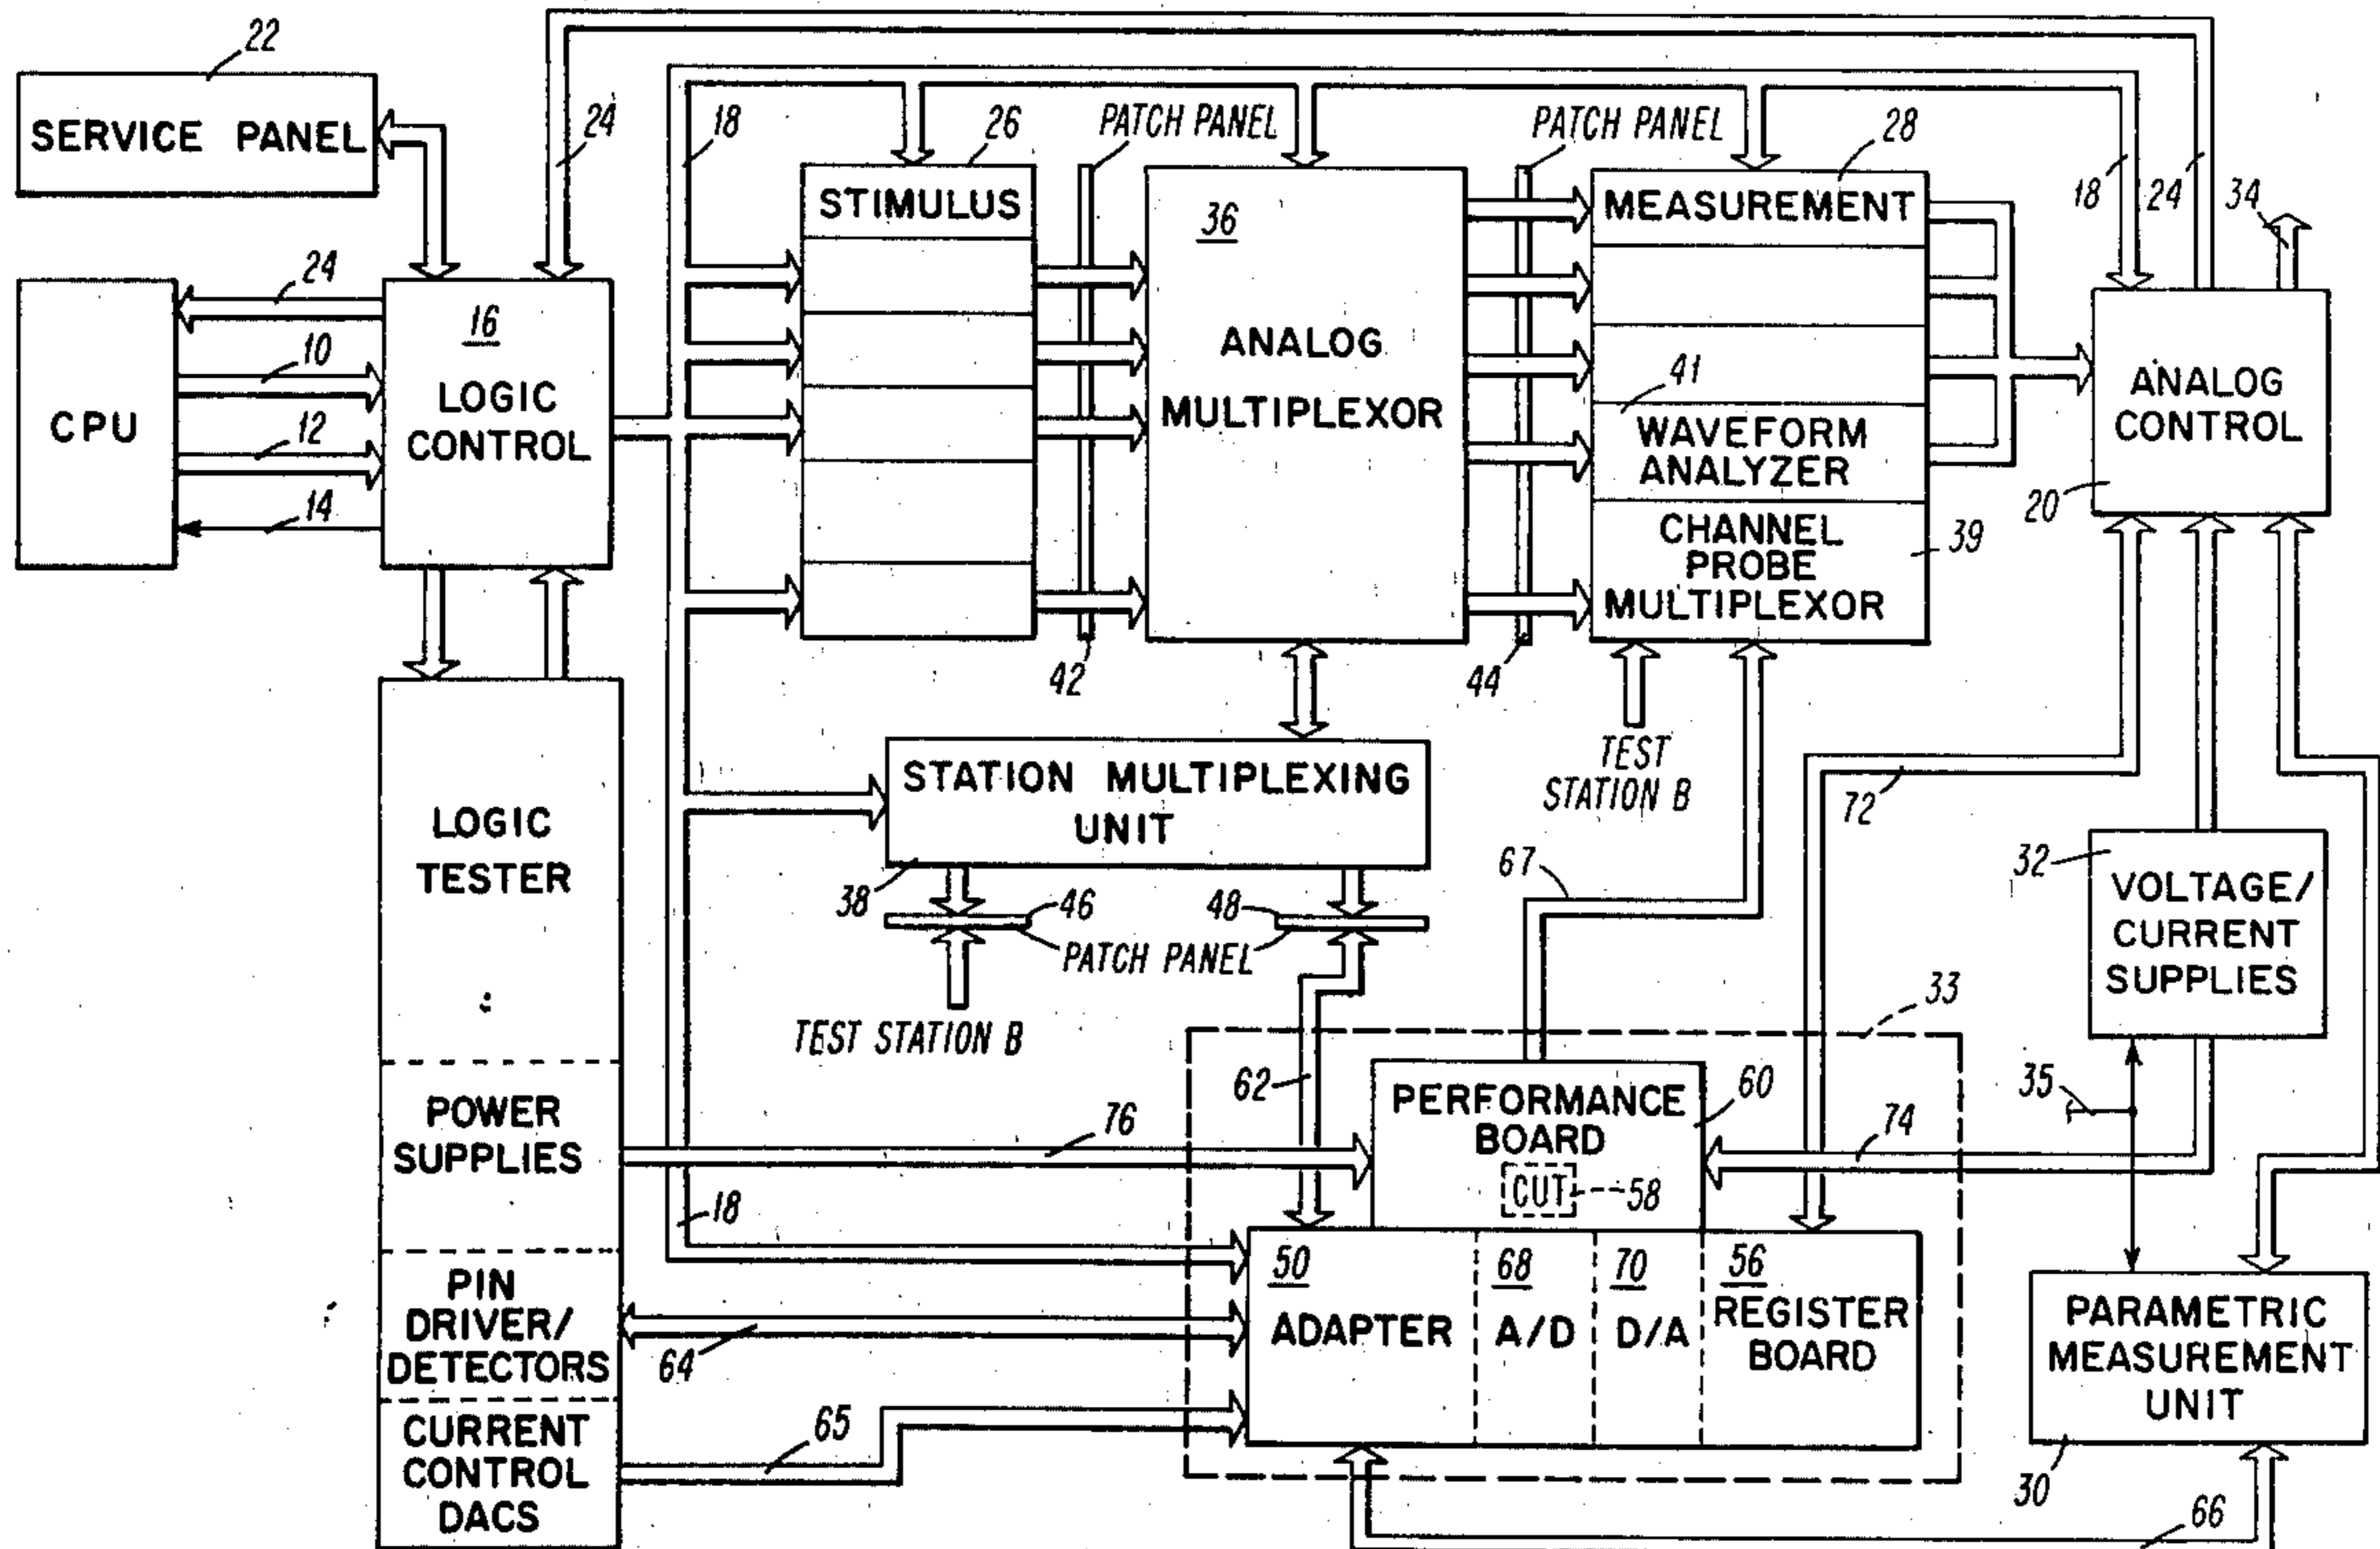 22
SERVICE PANEL
24
18
26
PATCH PANEL
PATCH PANEL
28
18
24
34
STIMULUS
36
ANALOG
MULTIPLEXOR
MEASUREMENT
41
WAVEFORM
ANALYZER
CHANNEL
PROBE
MULTIPLEXOR
39
ANALOG
CONTROL
20
CPU
24
10
12
14
16
LOGIC
CONTROL
42
44
TEST
STATION B
72
STATION MULTIPLEXING
UNIT
38
46
48
PATCH PANEL
TEST STATION B
67
32
VOLTAGE/
CURRENT
SUPPLIES
33
35
LOGIC
TESTER
POWER
SUPPLIES
PIN
DRIVER/
DETECTORS
CURRENT
CONTROL
DACS
76
18
64
65
62
PERFORMANCE
BOARD
60
CUT
58
74
50
ADAPTER
68
A/D
70
D/A
56
REGISTER
BOARD
PARAMETRIC
MEASUREMENT
UNIT
30
66